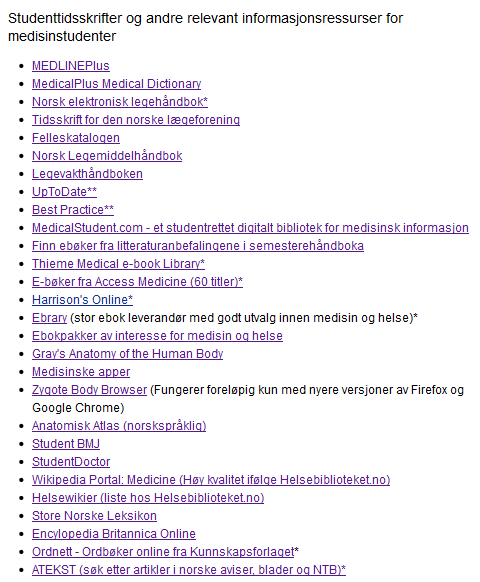 Studenttidsskrifter og andre relevant informasjonsressurser for
medisinstudenter
MEDLINEPlus
MedicalPlus Medical Dictionary
Norsk elektronisk legehåndbok*
Tidsskrift for den norske lægeforening
Felleskatalogen
Norsk Legemiddelhåndbok
Legevakthåndboken
UpToDate**
Best Practice**
MedicalStudent.com - et studentrettet digitalt bibliotek for medisinsk informasjon
Finn ebøker fra litteraturanbefalingene i semesterehåndboka
Thieme Medical e-book Library*
E-bøker fra Access Medicine (60 titler)*
Harrison's Online*
Ebrary (stor ebok leverandør med godt utvalg innen medisin og helse)*
Ebokpakker av interesse for medisin og helse
Gray's Anatomy of the Human Body
Medisinske apper
Zygote Body Browser (Fungerer foreløpig kun med nyere versjoner av Firefox og
Google Chrome)
Anatomisk Atlas (norskspråklig)
Student BMJ
StudentDoctor
Wikipedia Portal: Medicine (Høy kvalitet ifølge Helsebiblioteket.no)
Helsewikier (liste hos Helsebiblioteket.no)
Store Norske Leksikon
Encylopedia Britannica Online
Ordnett - Ordbøker online fra Kunnskapsforlaget*
ATEKST (søk etter artikler i norske aviser, blader og NTB)*